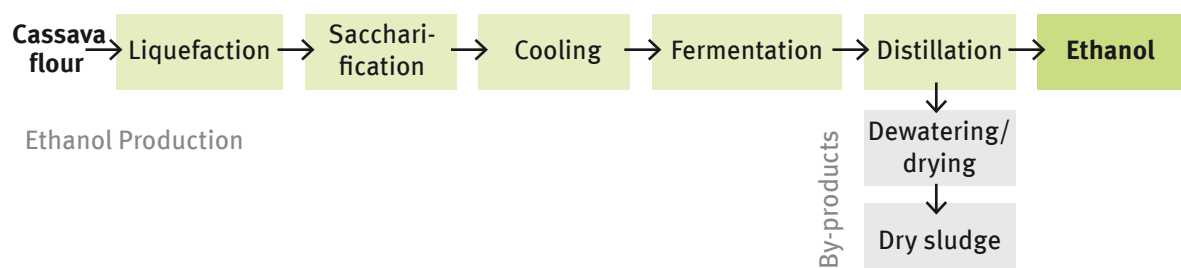 Cassava
flour
Liquefaction
Sacchari-
fication
Cooling
Fermentation
Distillation
Ethanol
Ethanol Production
By-products
Dewatering/
drying
Dry sludge